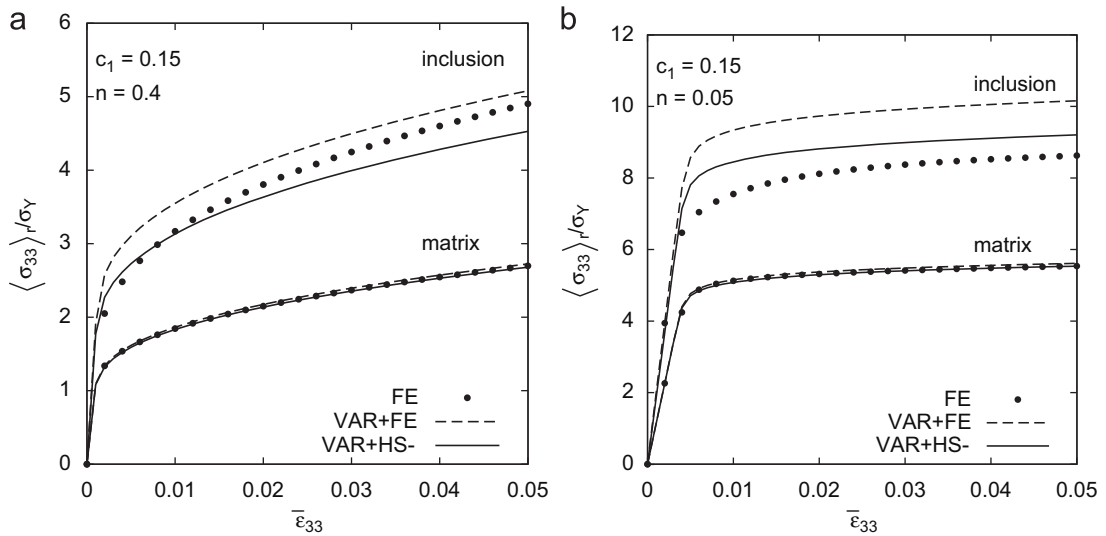 a
6
5
4
3
2
1
0
⟨σ33⟩r/σY
c1 = 0.15
n = 0.4
inclusion
matrix
FE
VAR+FE
VAR+HS-
0 0.01 0.02 0.03 0.04 0.05
ε̅33
b
12
10
8
6
4
2
0
⟨σ33⟩r/σY
c1 = 0.15
n = 0.05
inclusion
matrix
FE
VAR+FE
VAR+HS-
0 0.01 0.02 0.03 0.04 0.05
ε̅33